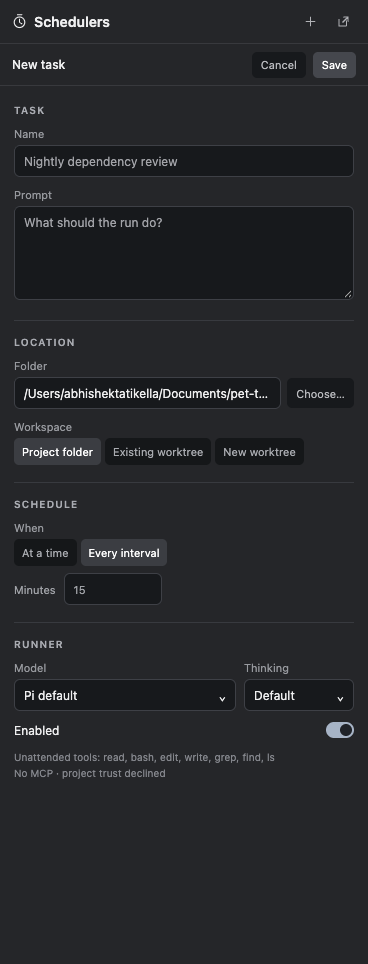 Schedulers
New task
Cancel
Save
TASK
Name
Nightly dependency review
Prompt
What should the run do?
LOCATION
Folder
/Users/abhishektatikella/Documents/pet-t...
Choose...
Workspace
Project folder
Existing worktree
New worktree
SCHEDULE
When
At a time
Every interval
Minutes
15
RUNNER
Model
Thinking
Pi default
Default
Enabled
Unattended tools: read, bash, edit, write, grep, find, ls
No MCP · project trust declined